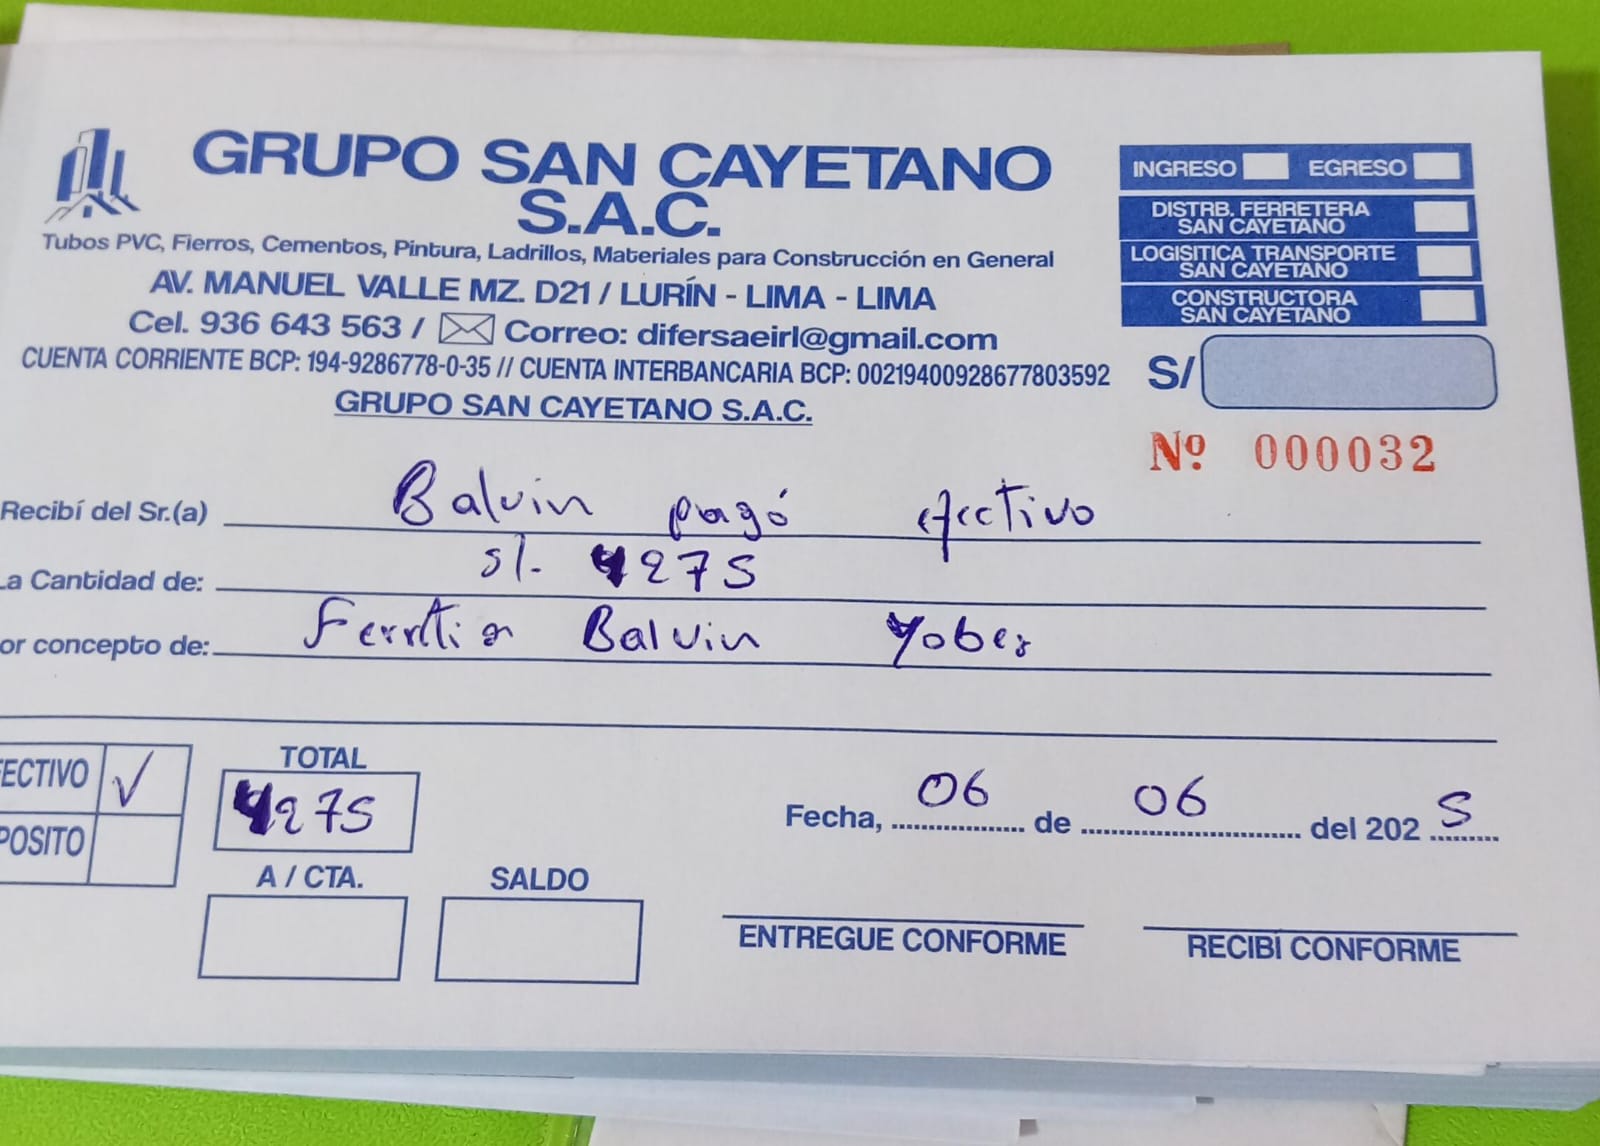 GRUPO SAN CAYETANO
S.A.C.
Tubos PVC, Fierros, Cementos, Pintura, Ladrillos, Materiales para Construcción en General
AV. MANUEL VALLE MZ. D21 / LURÍN - LIMA - LIMA
Cel. 936 643 563 / Correo: difersaeirl@gmail.com
CUENTA CORRIENTE BCP: 194-9286778-0-35 // CUENTA INTERBANCARIA BCP: 00219400928677803592
GRUPO SAN CAYETANO S.A.C.
INGRESO EGRESO
DISTRB. FERRETERA
SAN CAYETANO
LOGISITICA TRANSPORTE
SAN CAYETANO
CONSTRUCTORA
SAN CAYETANO
S/
Nº 000032
Recibí del Sr.(a) Balvin pagó efectivo
La Cantidad de: s/. 4275
or concepto de: Balvin Yober
FECTIVO ✓
POSITO
TOTAL
4275
A / CTA.
SALDO
Fecha, 06 de 06 del 202 5
ENTREGUE CONFORME
RECIBÍ CONFORME